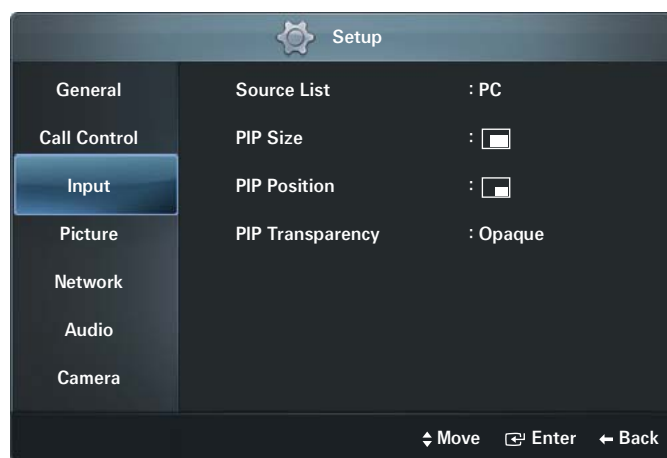 Setup
General
Call Control
Input
Picture
Network
Audio
Camera
Source List : PC
PIP Size :
PIP Position :
PIP Transparency : Opaque
Move Enter Back